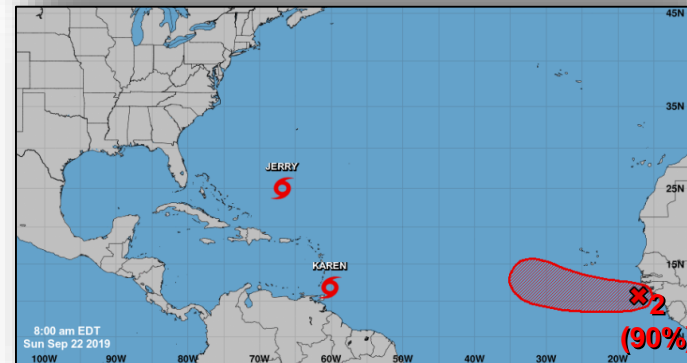 45N
35N
JERRY
25N
KAREN
15N
2
(90%
8:00 am EDT
Sun Sep 22 2019
100W
90W
80W
70W
60W
50W
40W
30W
20W